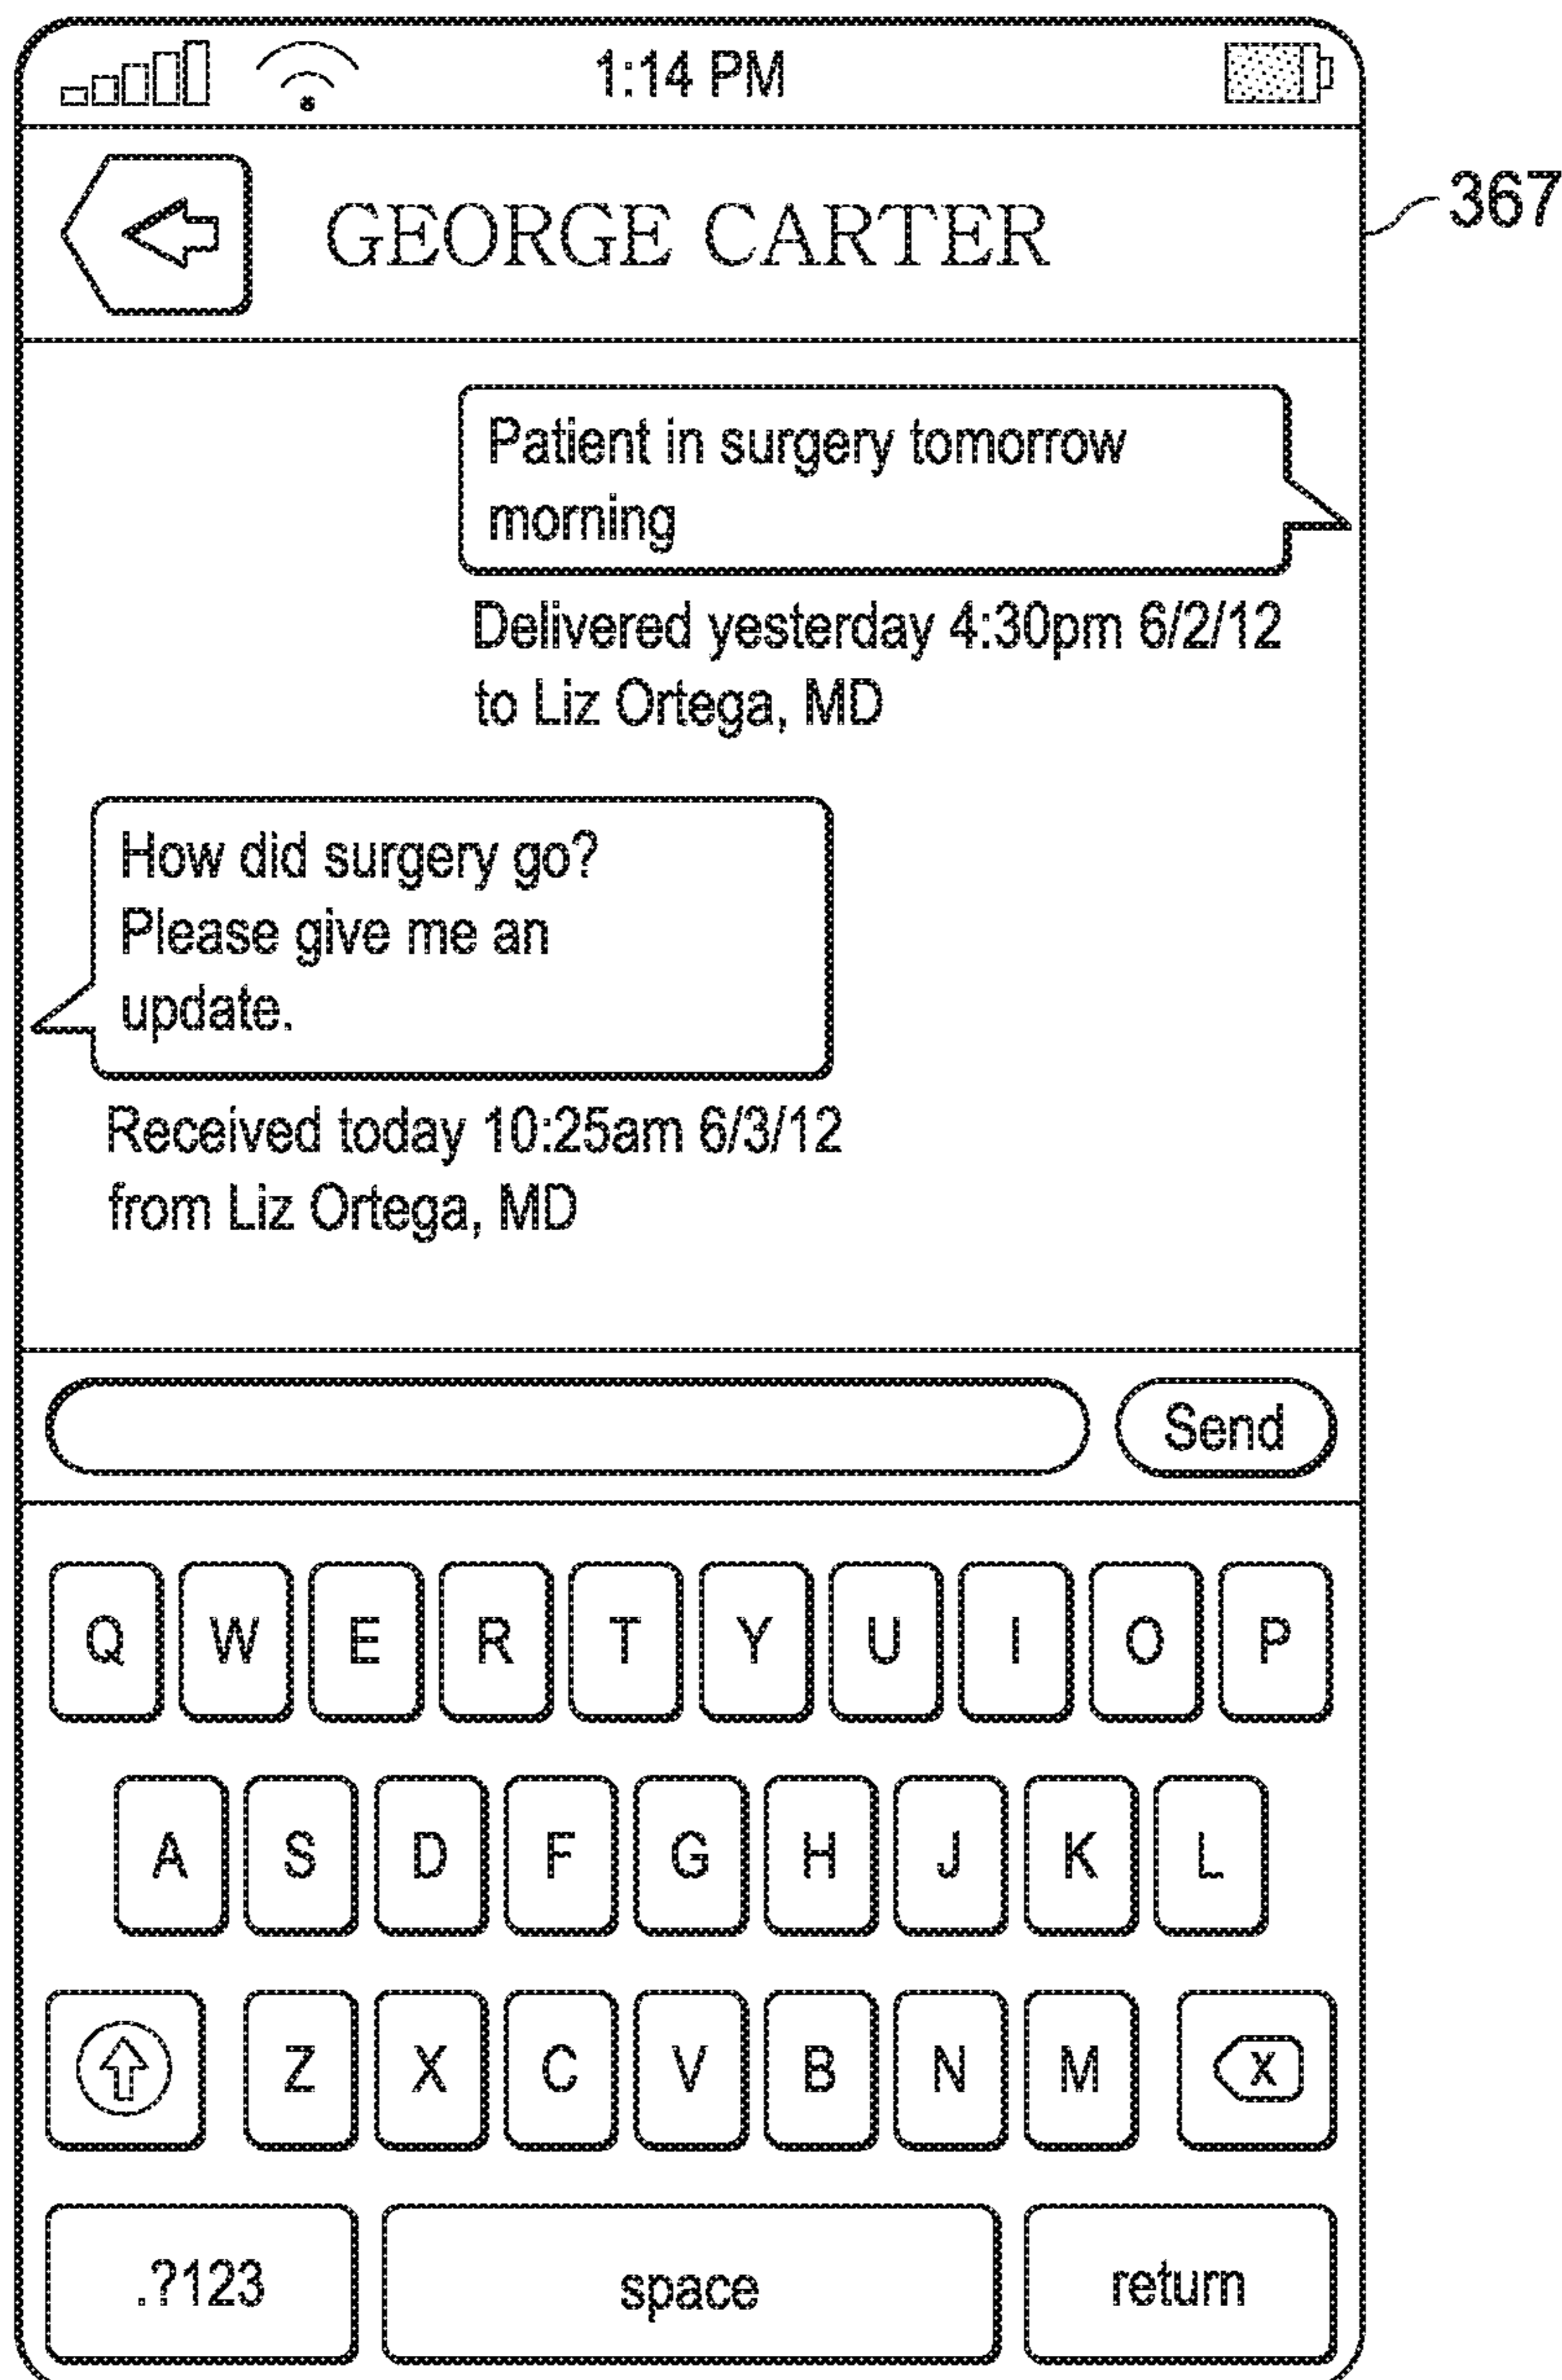 1:14 PM
367
GEORGE CARTER
Patient in surgery tomorrow
morning
Delivered yesterday 4:30pm 6/2/12
to Liz Ortega, MD
How did surgery go?
Please give me an
update.
Received today 10:25am 6/3/12
from Liz Ortega, MD
Send
Q W E R T Y U I O P
A S D F G H J K L
Z X C V B N M X
.?123 space return